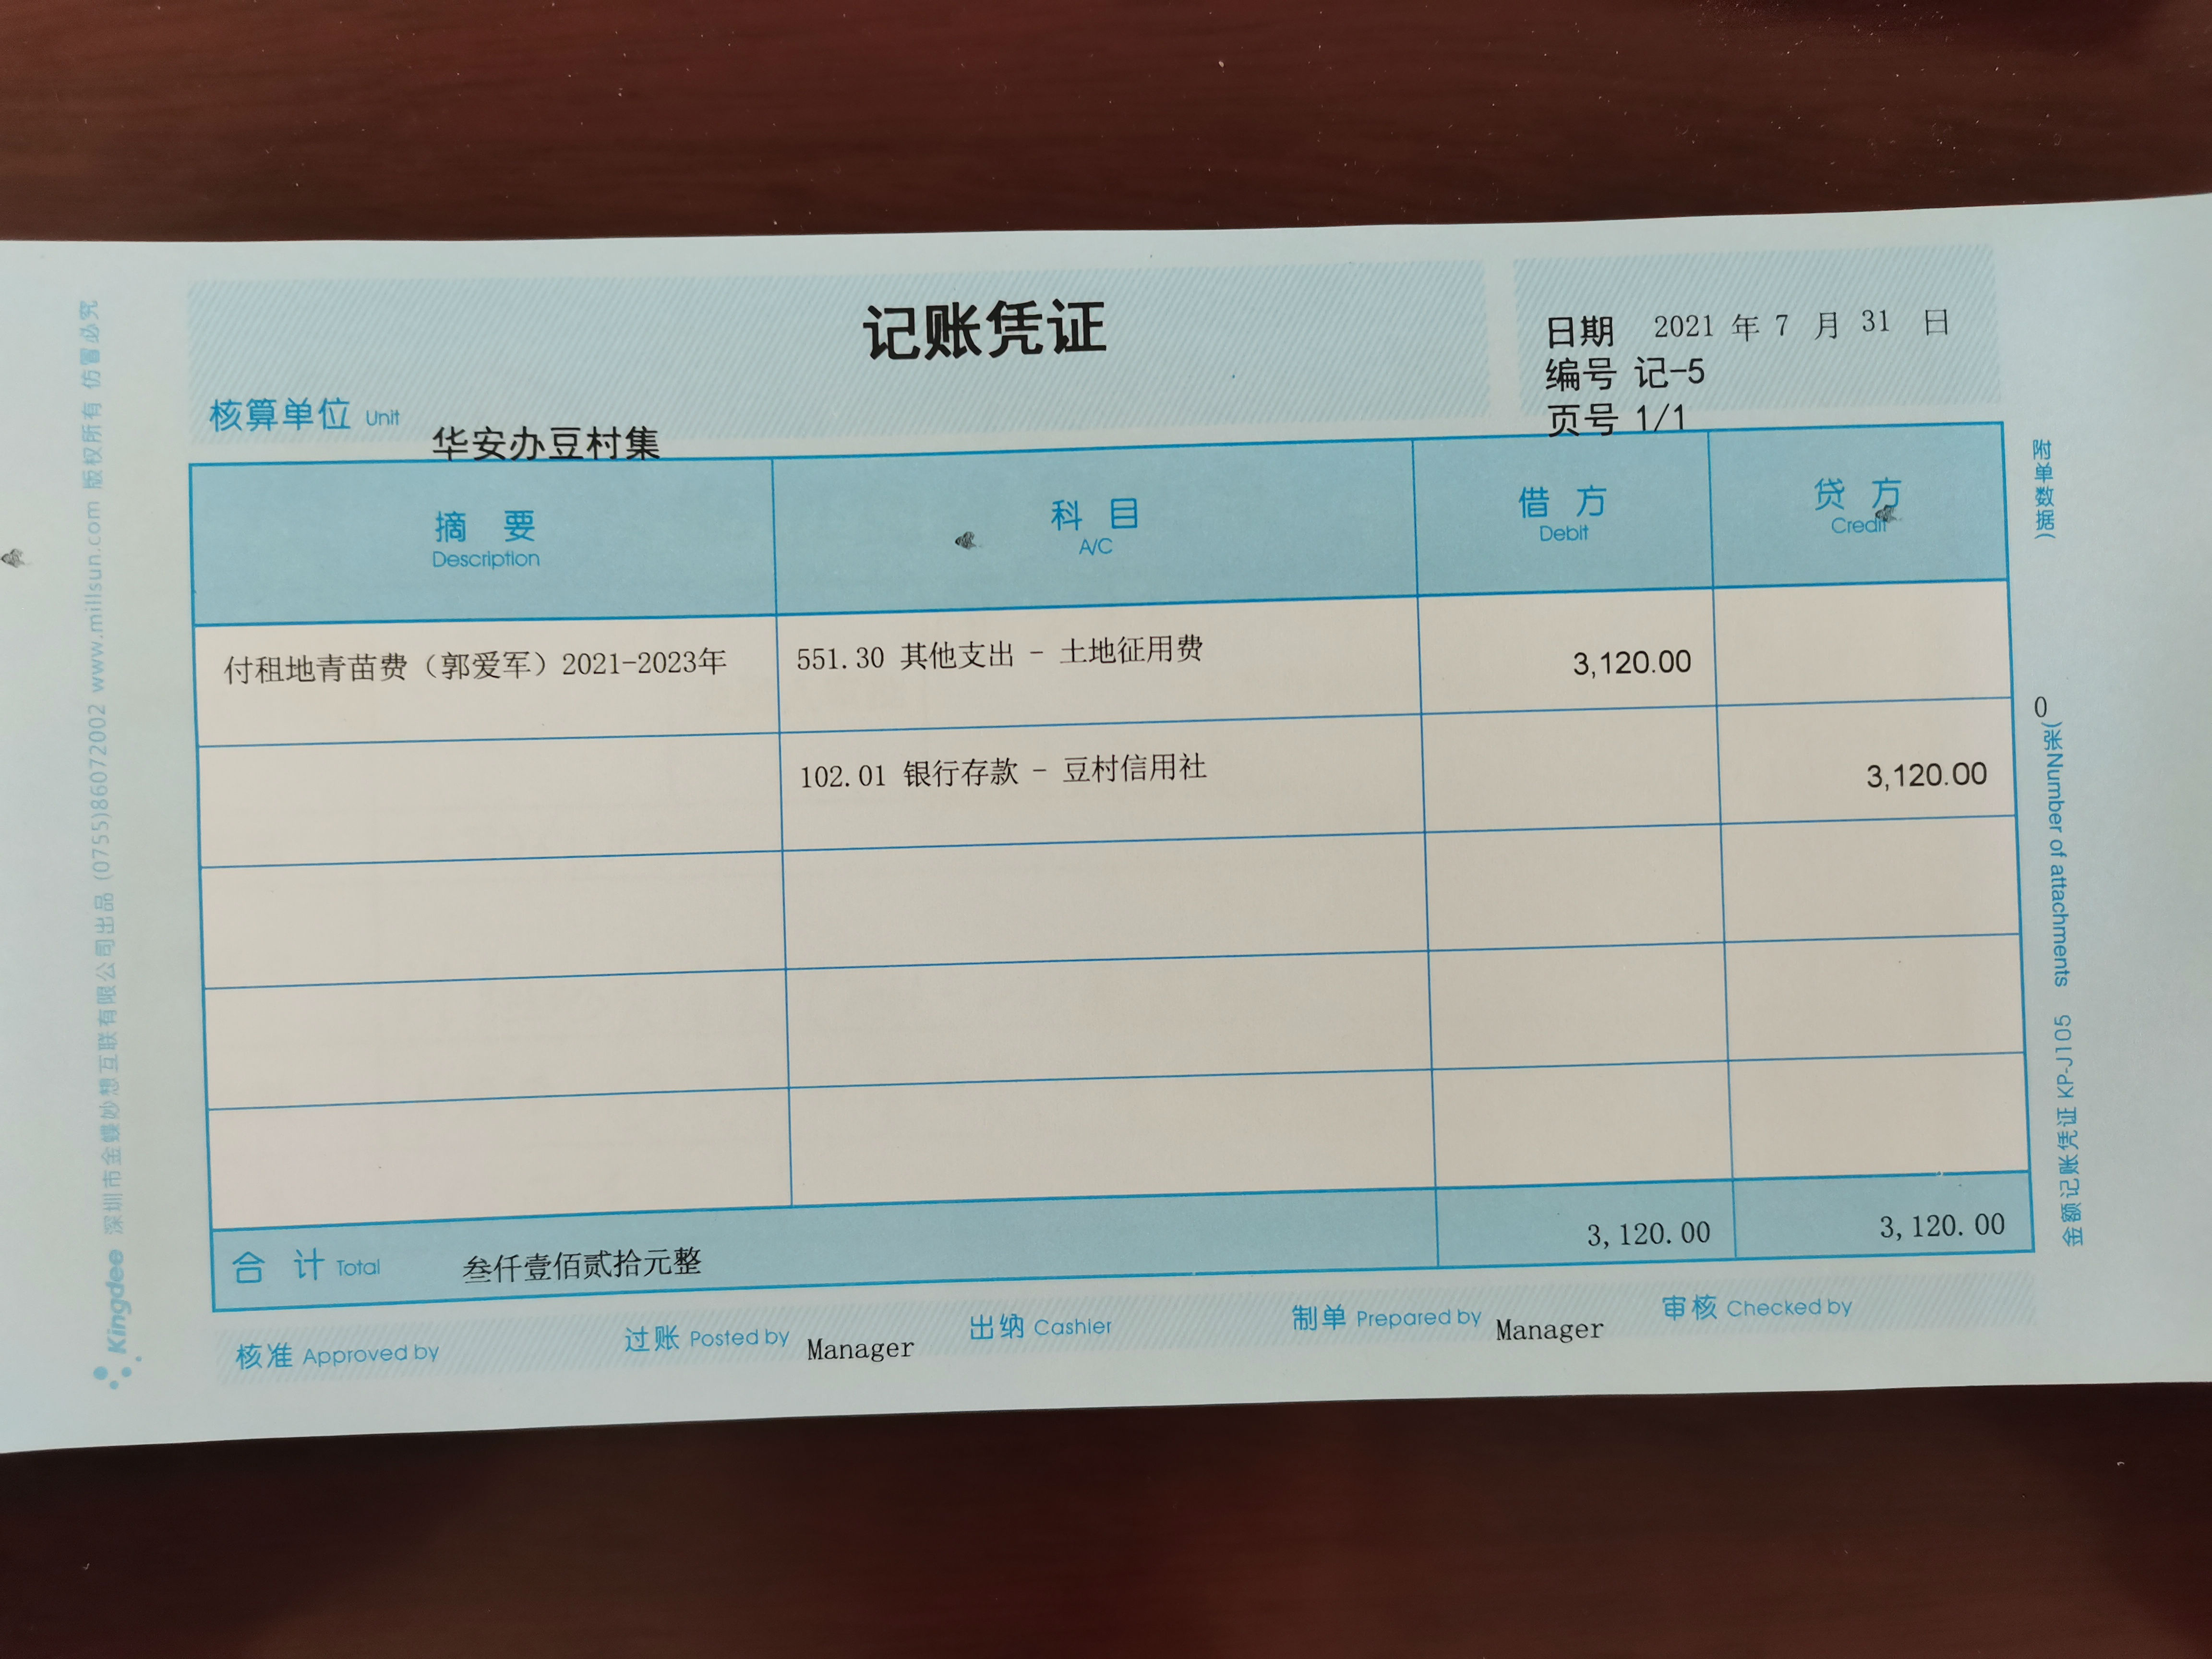 记账凭证
日期 2021 年 7 月 31 日
编号 记-5
页号 1/1
核算单位 Unit 华安办豆村集
摘 要 科 目 借 方 贷 方
Description A/C Debit Credit
付租地青苗费（郭爱军）2021-2023年 551.30 其他支出 - 土地征用费 3,120.00
102.01 银行存款 - 豆村信用社 3,120.00
合 计 Total 叁仟壹佰贰拾元整 3,120.00 3,120.00
核准 Approved by 过账 Posted by Manager 出纳 Cashier 制单 Prepared by Manager 审核 Checked by
附单数据( 0 )张Number of attachments 金额记账凭证 KP-J105
Kingdee 深圳市金蝶妙想互联有限公司出品 (0755)86072002 www.millsun.com 版权所有 仿冒必究